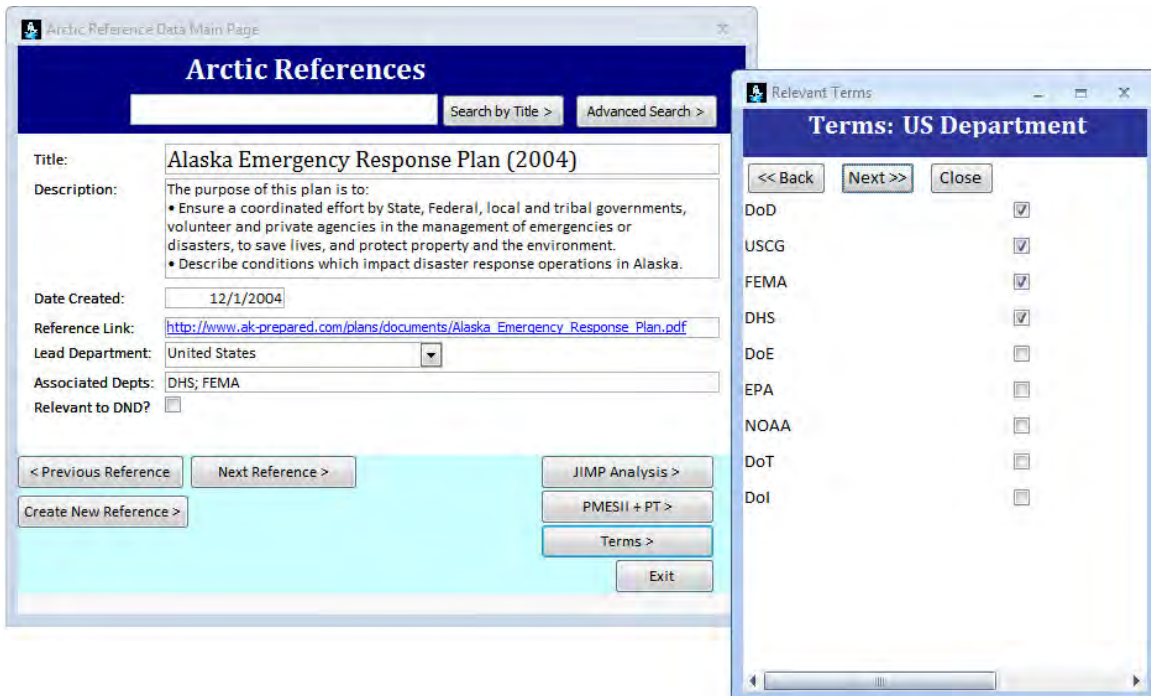 Arctic Reference Data Main Page
Arctic References
Search by Title >
Advanced Search >
Title:
Alaska Emergency Response Plan (2004)
Description:
The purpose of this plan is to:
• Ensure a coordinated effort by State, Federal, local and tribal governments,
volunteer and private agencies in the management of emergencies or
disasters, to save lives, and protect property and the environment.
• Describe conditions which impact disaster response operations in Alaska.
Date Created:
12/1/2004
Reference Link:
http://www.ak-prepared.com/plans/documents/Alaska_Emergency_Response_Plan.pdf
Lead Department:
United States
Associated Depts:
DHS; FEMA
Relevant to DND?
< Previous Reference
Next Reference >
Create New Reference >
JIMP Analysis >
PMESII + PT >
Terms >
Exit
Relevant Terms
Terms: US Department
<< Back
Next >>
Close
DoD
USCG
FEMA
DHS
DoE
EPA
NOAA
DoT
DoI